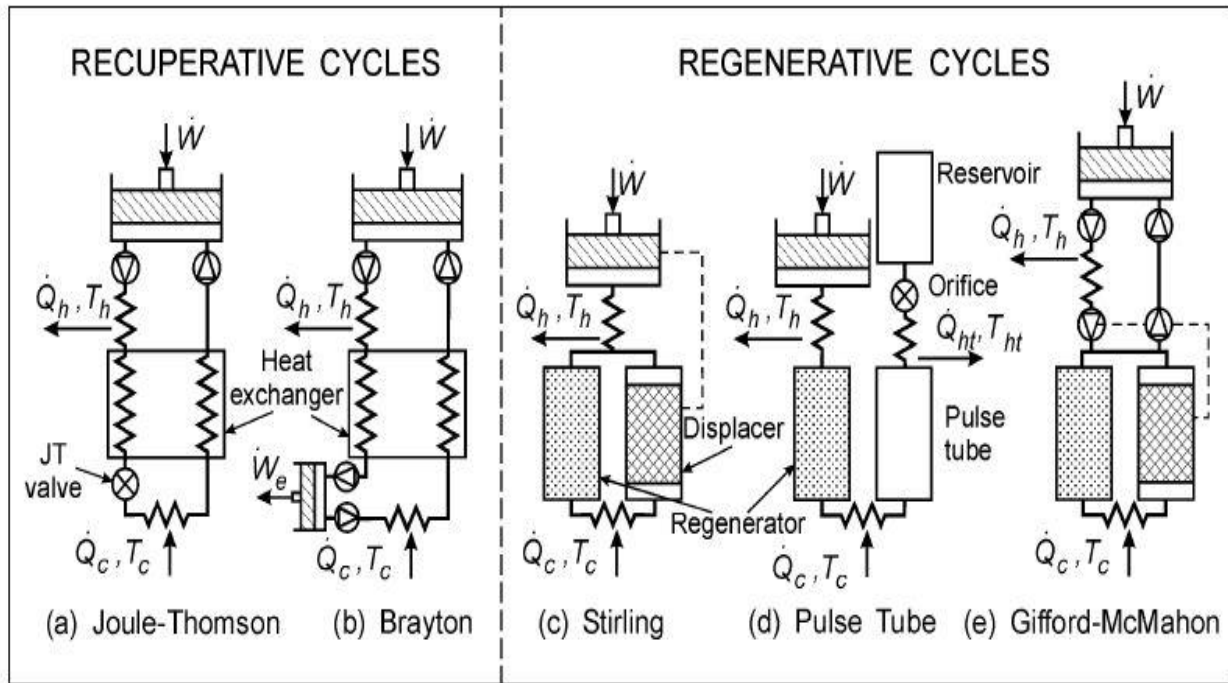 RECUPERATIVE CYCLES
REGENERATIVE CYCLES
Ẇ
Ẇ
Ẇ
Ẇ
Ẇ
Reservoir
Orifice
Q̇h , Th
Q̇h , Th
Q̇h , Th
Q̇h , Th
Q̇ht, Tht
Q̇h , Th
Heat
exchanger
JT
valve
Ẇe
Displacer
Pulse
tube
Regenerator
Q̇c , Tc
Q̇c , Tc
Q̇c , Tc
Q̇c , Tc
Q̇c , Tc
(a) Joule-Thomson
(b) Brayton
(c) Stirling
(d) Pulse Tube
(e) Gifford-McMahon